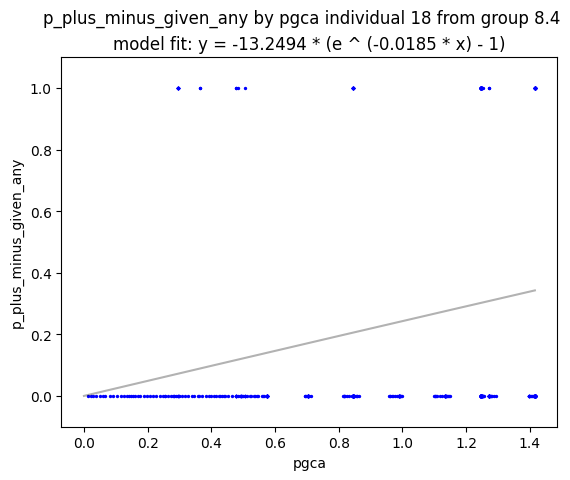 p_plus_minus_given_any by pgca individual 18 from group 8.4
model fit: y = -13.2494 * (e ^ (-0.0185 * x) - 1)
1.0
0.8
0.6
0.4
0.2
0.0
p_plus_minus_given_any
0.0 0.2 0.4 0.6 0.8 1.0 1.2 1.4
pgca